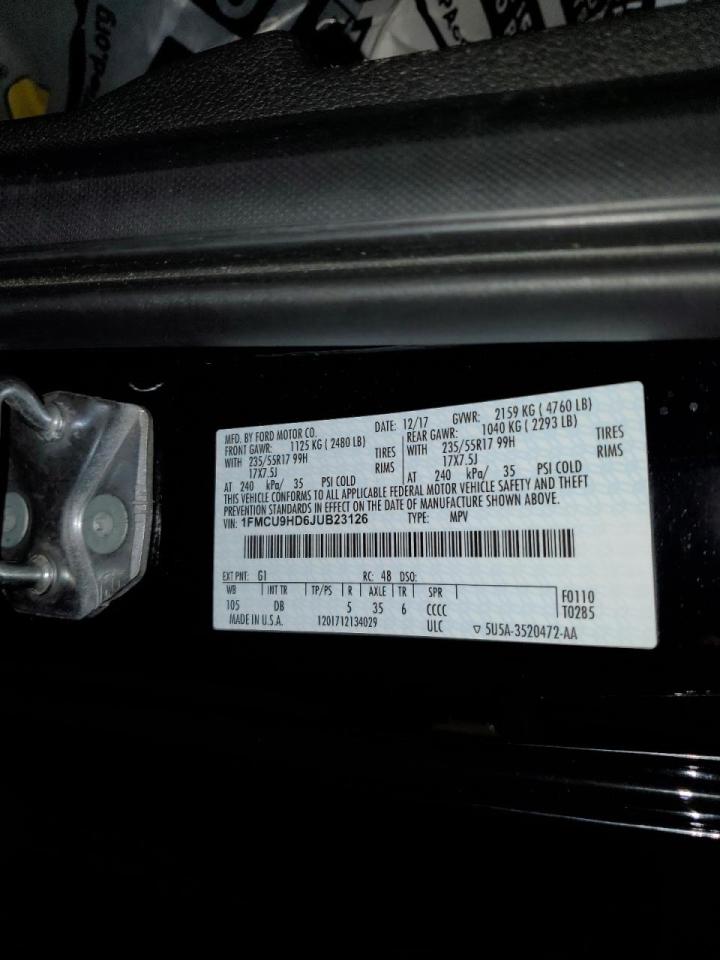 MFD. BY FORD MOTOR CO. DATE: 12/17 GVWR: 2159 KG ( 4760 LB)
FRONT GAWR: 1125 KG ( 2480 LB) REAR GAWR: 1040 KG ( 2293 LB)
WITH 235/55R17 99H TIRES WITH 235/55R17 99H TIRES
17X7.5J RIMS 17X7.5J RIMS
AT 240 kPa/ 35 PSI COLD AT 240 kPa/ 35 PSI COLD
THIS VEHICLE CONFORMS TO ALL APPLICABLE FEDERAL MOTOR VEHICLE SAFETY AND THEFT
PREVENTION STANDARDS IN EFFECT ON THE DATE OF MANUFACTURE SHOWN ABOVE.
VIN: 1FMCU9HD6JUB23126 TYPE: MPV
EXT PNT: G1 RC: 48 DSO:
WB INT TR TP/PS R AXLE TR SPR F0110
105 DB 5 35 6 CCCC T0285
MADE IN U.S.A. 1201712134029 ULC ▽ 5U5A-3520472-AA